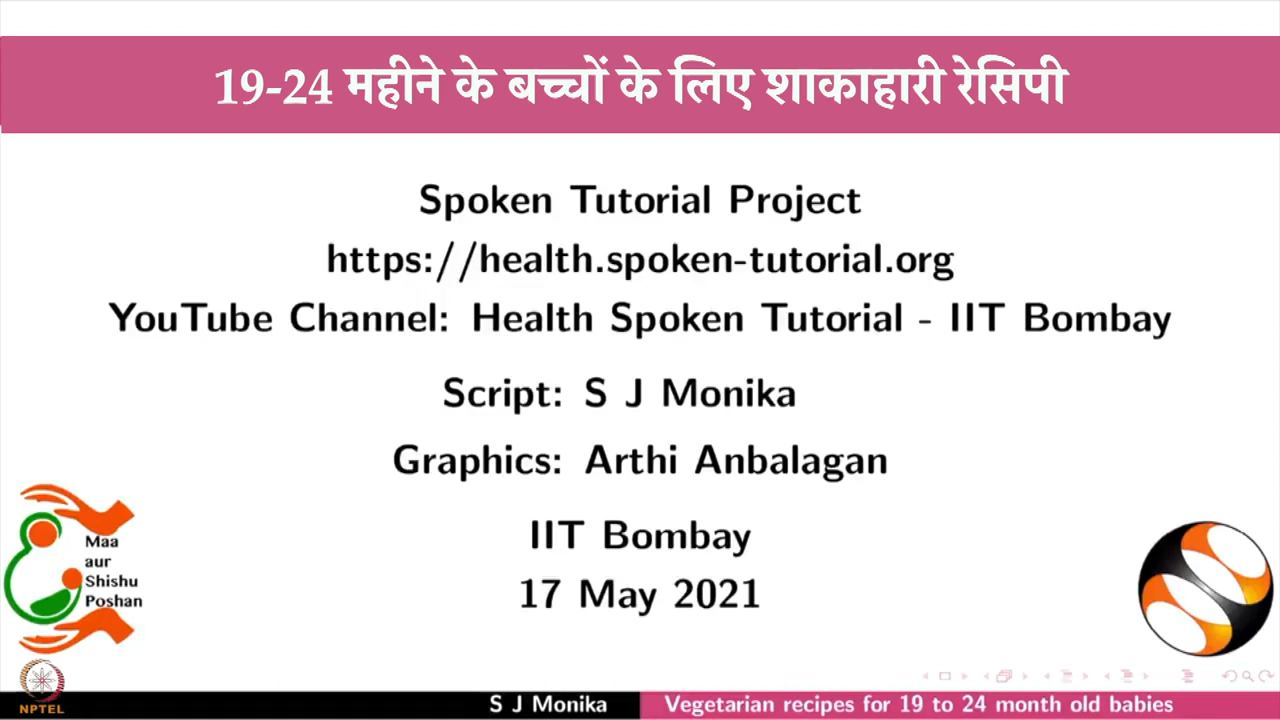 19-24 महीने के बच्चों के लिए शाकाहारी रेसिपी
Spoken Tutorial Project
https://health.spoken-tutorial.org
YouTube Channel: Health Spoken Tutorial - IIT Bombay
Script: S J Monika
Graphics: Arthi Anbalagan
IIT Bombay
17 May 2021
Maa
aur
Shishu
Poshan
NPTEL
S J Monika Vegetarian recipes for 19 to 24 month old babies